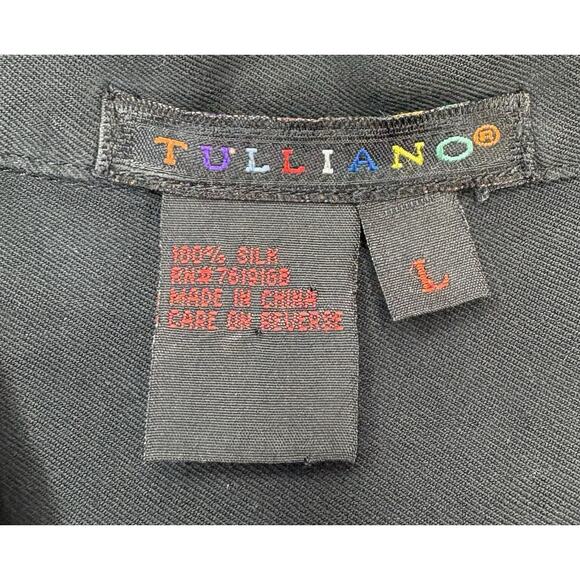 TULLIANO®
L
100% SILK
RN#76191GB
MADE IN CHINA
CARE ON REVERSE